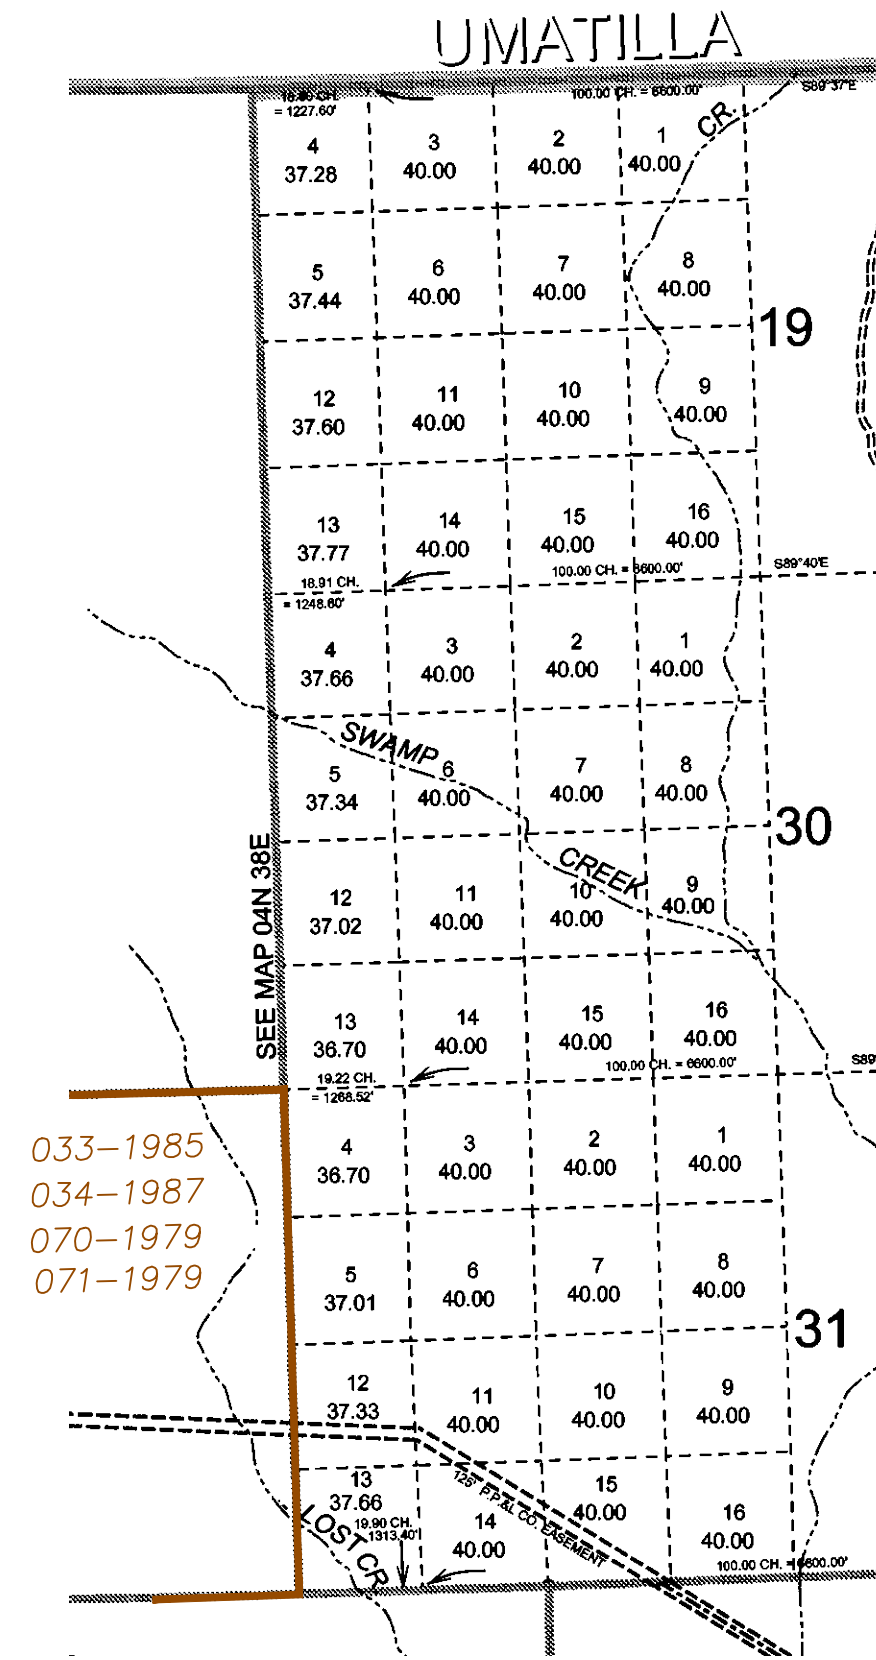 UMATILLA
100.00 CH. = 6600.00'
S89°37'E
= 1227.60'
CR.
4 3 2 1
37.28 40.00 40.00 40.00
5 6 7 8
37.44 40.00 40.00 40.00
19
12 11 10 9
37.60 40.00 40.00 40.00
13 14 15 16
37.77 40.00 40.00 40.00
18.91 CH. 100.00 CH. = 6600.00' S89°40'E
= 1248.60'
4 3 2 1
37.66 40.00 40.00 40.00
SWAMP
5 6 7 8
37.34 40.00 40.00 40.00
30
CREEK
12 11 10 9
37.02 40.00 40.00 40.00
SEE MAP 04N 38E
13 14 15 16
36.70 40.00 40.00 40.00
19.22 CH. 100.00 CH. = 6600.00' S89°
= 1268.52'
033-1985
034-1987
070-1979
071-1979
4 3 2 1
36.70 40.00 40.00 40.00
5 6 7 8
37.01 40.00 40.00 40.00
31
12 11 10 9
37.33 40.00 40.00 40.00
13 14 15 16
37.66 40.00 40.00 40.00
125' P.P.&L CO. EASEMENT
19.90 CH.
1313.40'
LOST CR.
100.00 CH. = 6600.00'